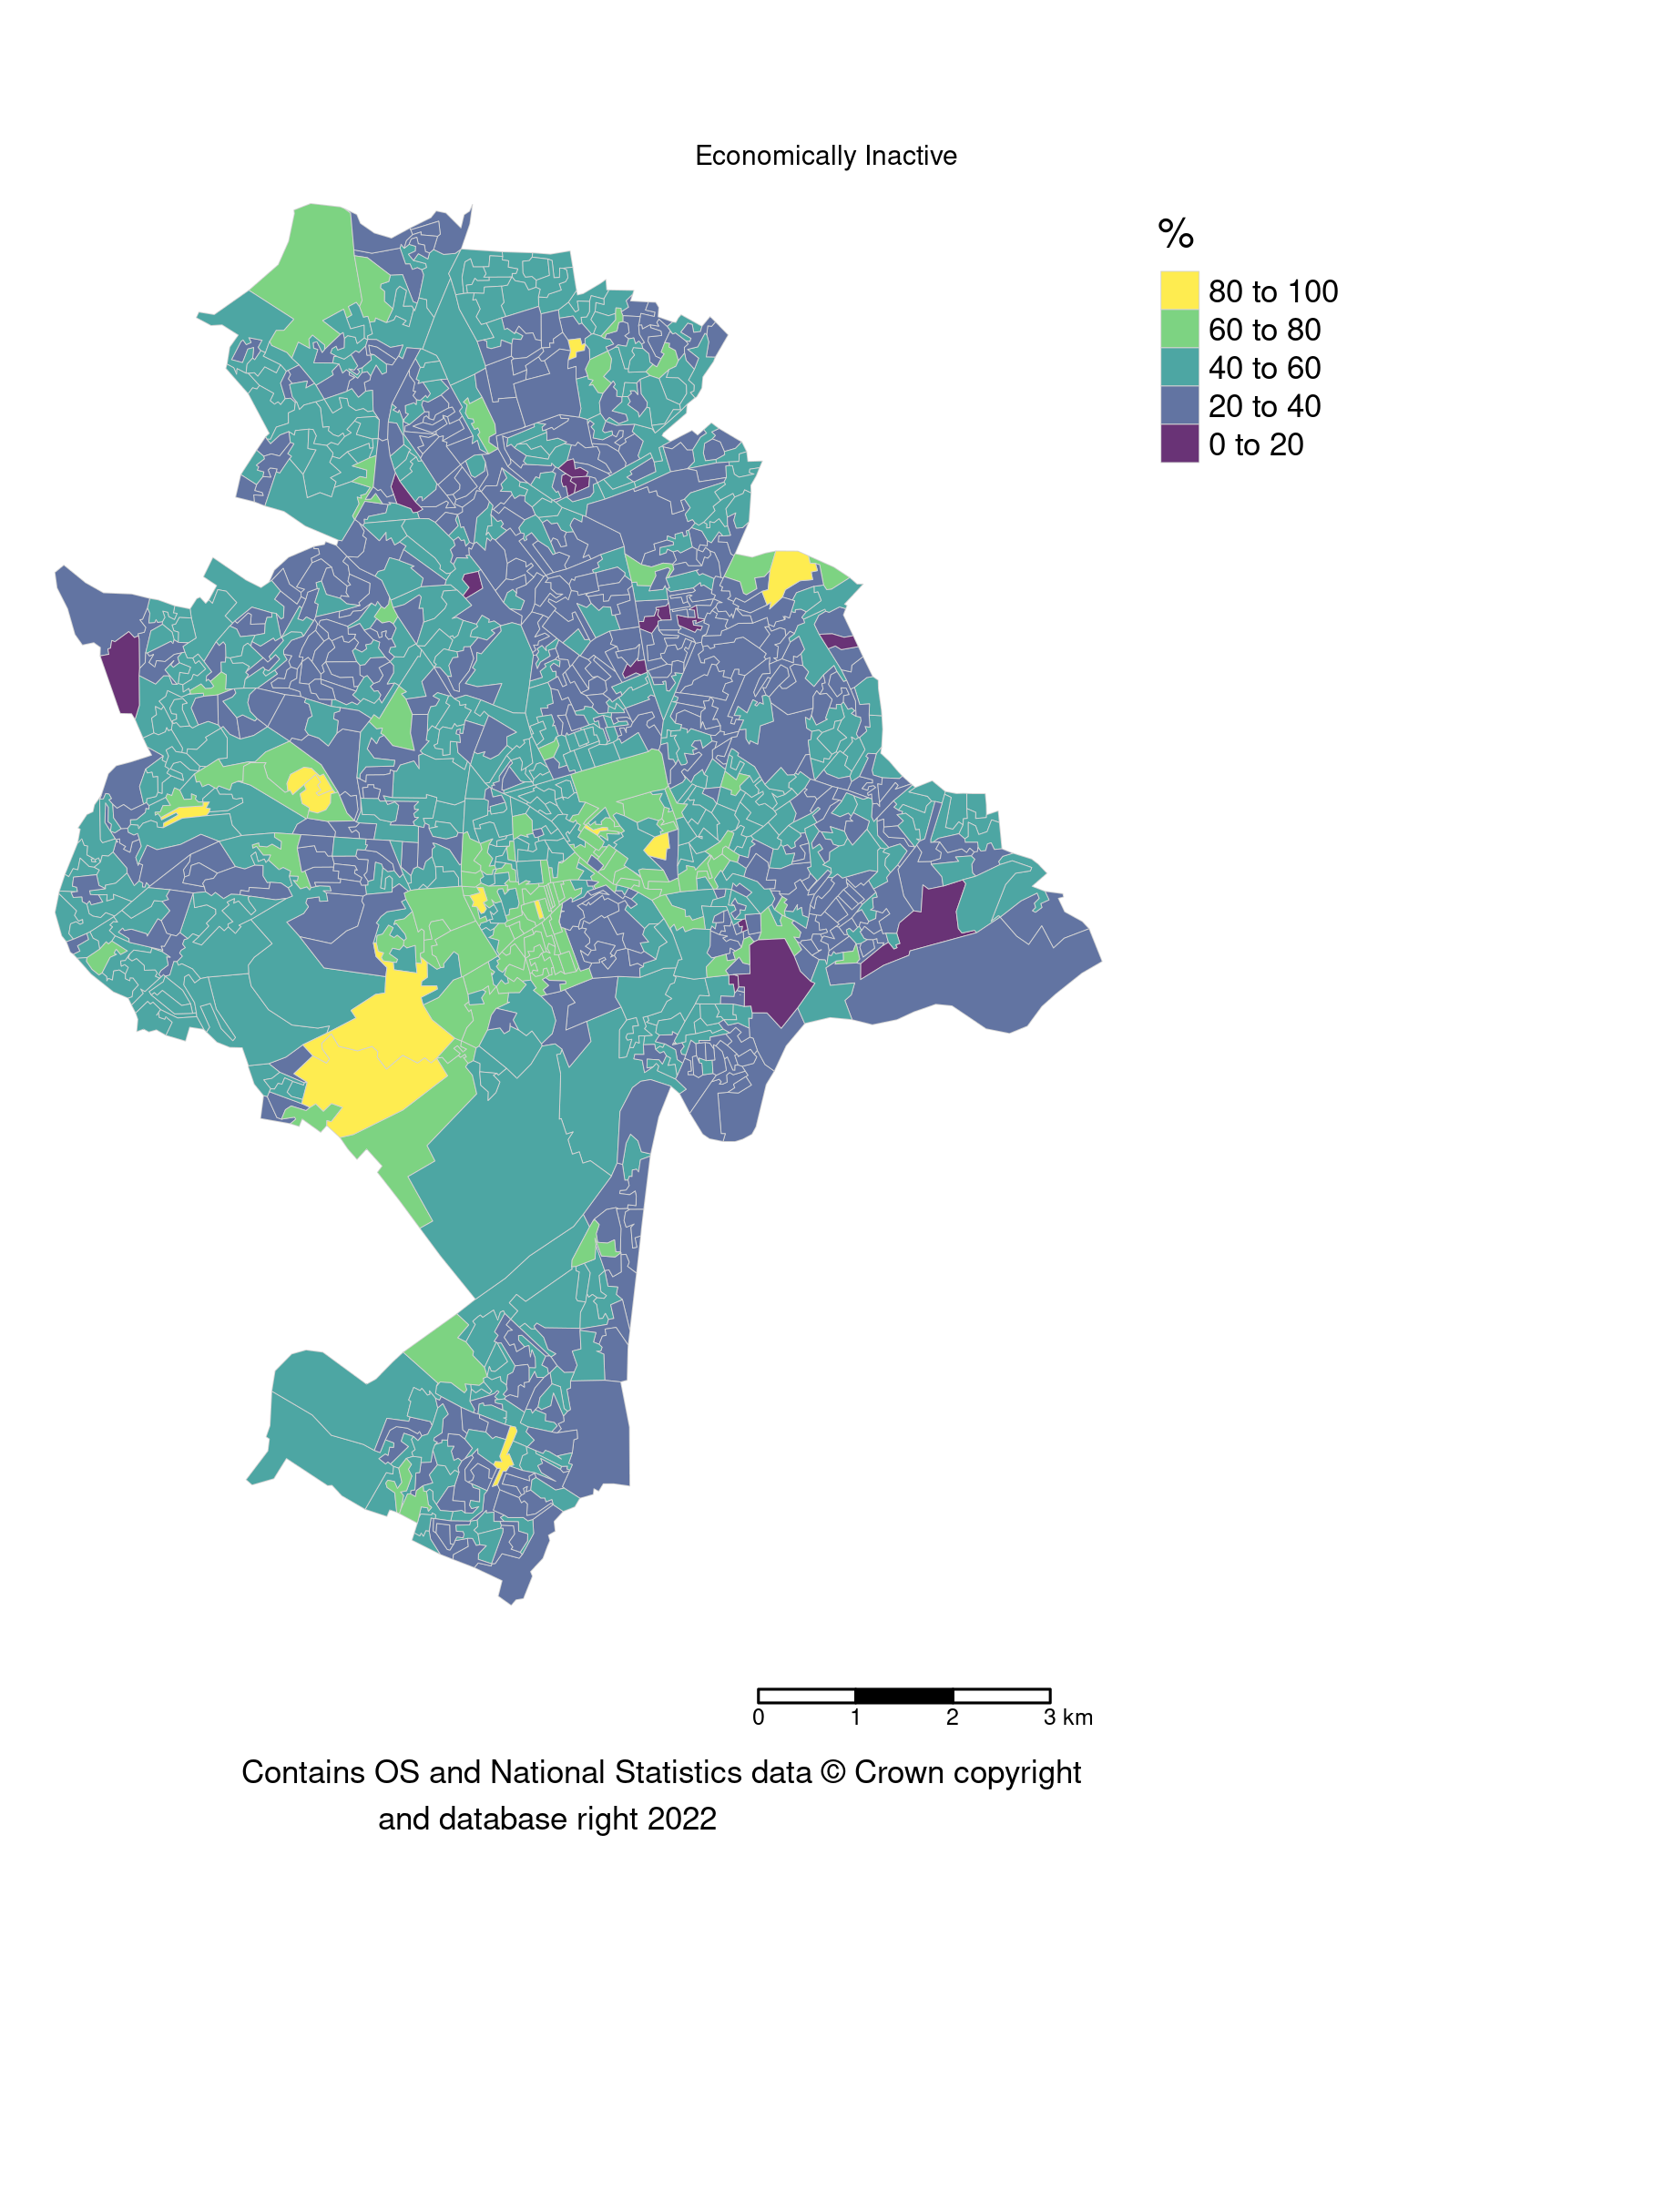 Economically Inactive
%
80 to 100
60 to 80
40 to 60
20 to 40
0 to 20
0 1 2 3 km
Contains OS and National Statistics data © Crown copyright
and database right 2022